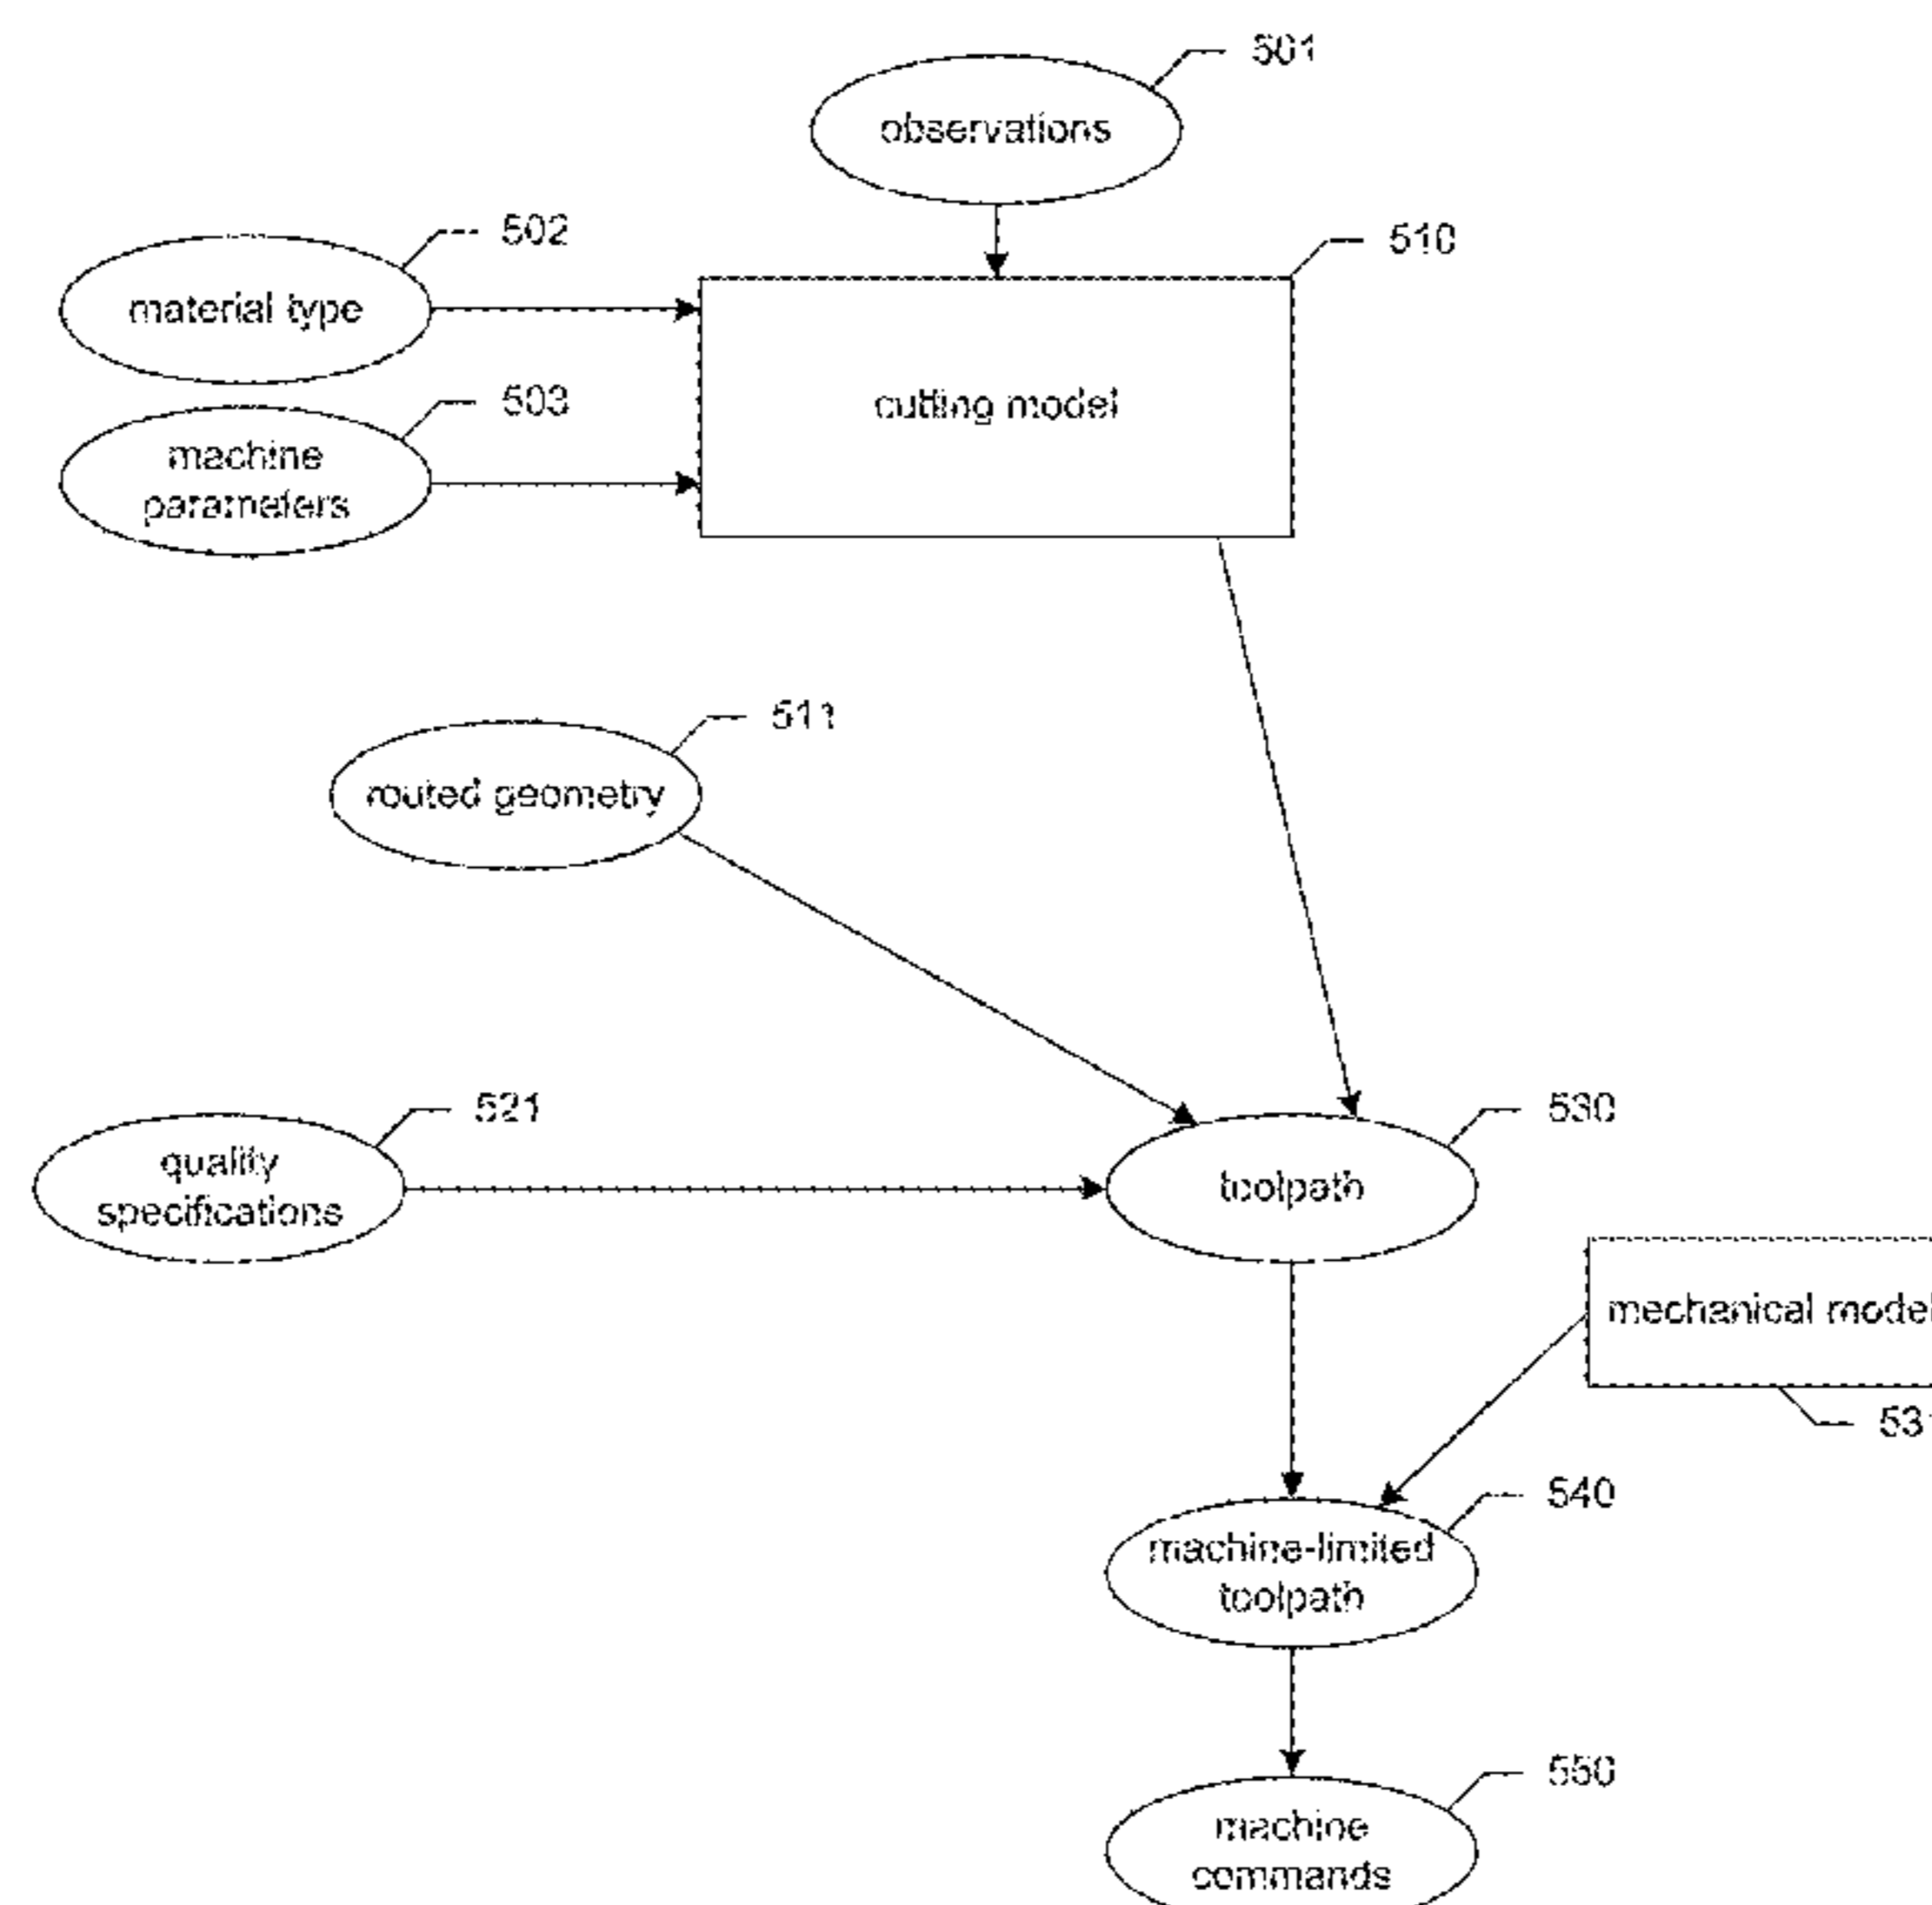 501
observations
502
510
material type
503
cutting model
machine
parameters
511
routed geometry
521
530
quality
specifications
toolpath
mechanical model
531
540
machine-limited
toolpath
550
machine
commands